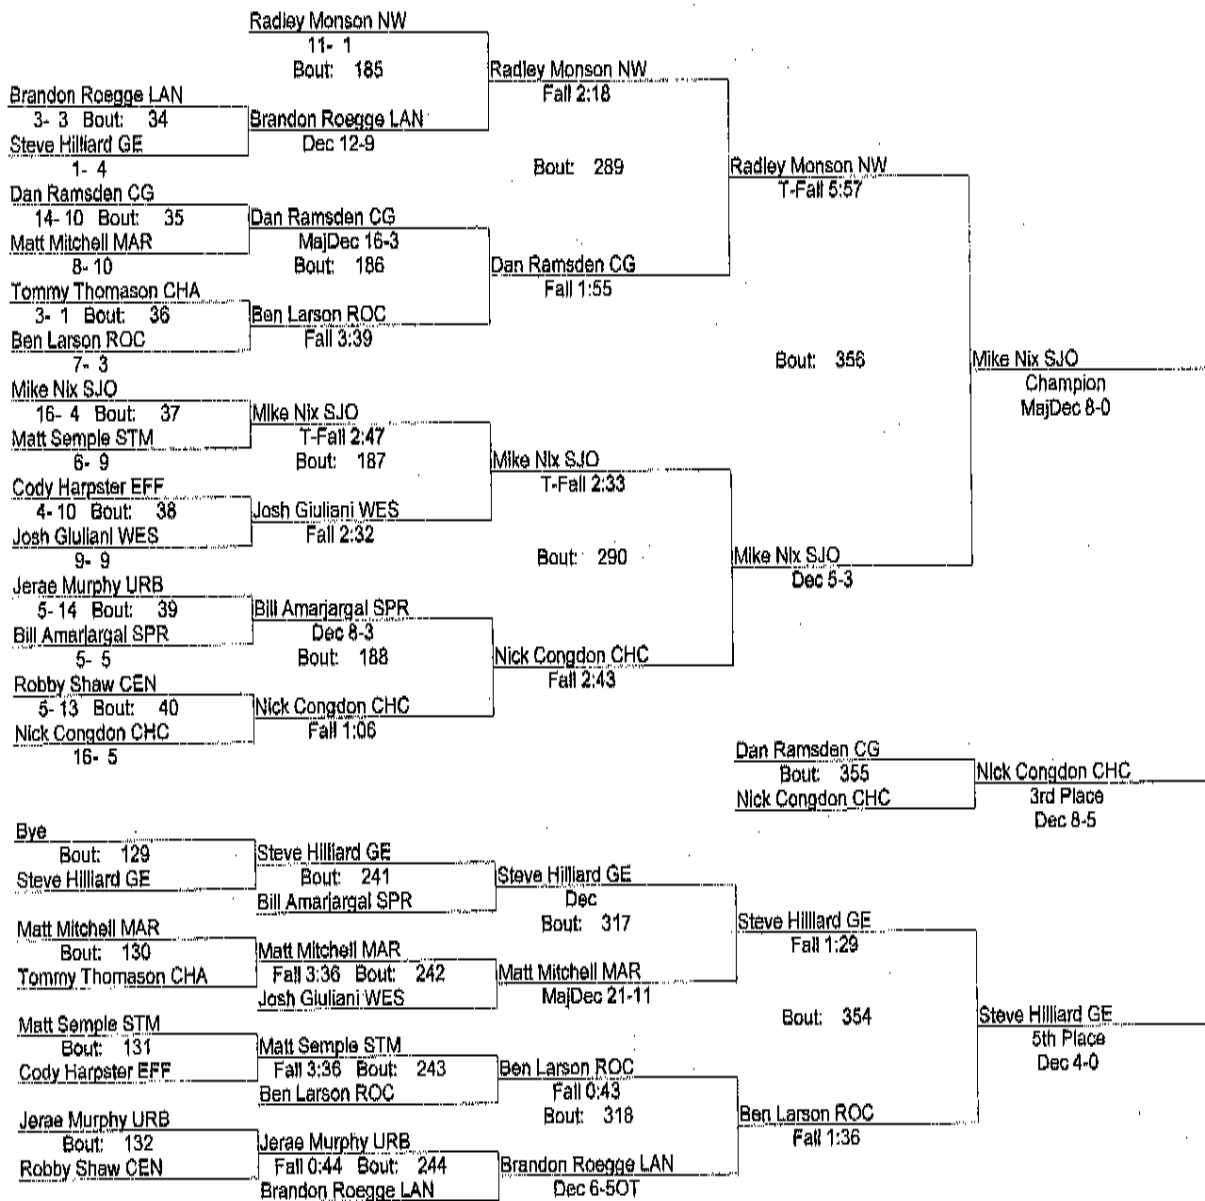 Radley Monson NW
11- 1
Bout: 185
Radley Monson NW
Fall 2:18
Brandon Roegge LAN
3- 3 Bout: 34
Brandon Roegge LAN
Dec 12-9
Steve Hilliard GE
1- 4
Bout: 289
Radley Monson NW
T-Fall 5:57
Dan Ramsden CG
14- 10 Bout: 35
Dan Ramsden CG
MajDec 16-3
Matt Mitchell MAR
8- 10
Bout: 186
Dan Ramsden CG
Fall 1:55
Tommy Thomason CHA
3- 1 Bout: 36
Ben Larson ROC
Fall 3:39
Ben Larson ROC
7- 3
Bout: 356
Mike Nix SJO
Champion
MajDec 8-0
Mike Nix SJO
16- 4 Bout: 37
Mike Nix SJO
T-Fall 2:47
Matt Semple STM
6- 9
Bout: 187
Mike Nix SJO
T-Fall 2:33
Cody Harpster EFF
4- 10 Bout: 38
Josh Giuliani WES
Fall 2:32
Josh Giuliani WES
9- 9
Bout: 290
Mike Nix SJO
Dec 5-3
Jerae Murphy URB
5- 14 Bout: 39
Bill Amarjargal SPR
Dec 8-3
Bill Amarjargal SPR
5- 5
Bout: 188
Nick Congdon CHC
Fall 2:43
Robby Shaw CEN
5- 13 Bout: 40
Nick Congdon CHC
Fall 1:06
Nick Congdon CHC
16- 5
Dan Ramsden CG
Bout: 355
Nick Congdon CHC
Nick Congdon CHC
3rd Place
Dec 8-5
Bye
Bout: 129
Steve Hilliard GE
Steve Hilliard GE
Bout: 241
Bill Amarjargal SPR
Steve Hilliard GE
Dec
Bout: 317
Steve Hilliard GE
Fall 1:29
Matt Mitchell MAR
Bout: 130
Tommy Thomason CHA
Matt Mitchell MAR
Fall 3:36 Bout: 242
Josh Giuliani WES
Matt Mitchell MAR
MajDec 21-11
Bout: 354
Steve Hilliard GE
5th Place
Dec 4-0
Matt Semple STM
Bout: 131
Cody Harpster EFF
Matt Semple STM
Fall 3:36 Bout: 243
Ben Larson ROC
Ben Larson ROC
Fall 0:43
Bout: 318
Ben Larson ROC
Fall 1:36
Jerae Murphy URB
Bout: 132
Robby Shaw CEN
Jerae Murphy URB
Fall 0:44 Bout: 244
Brandon Roegge LAN
Brandon Roegge LAN
Dec 6-5OT